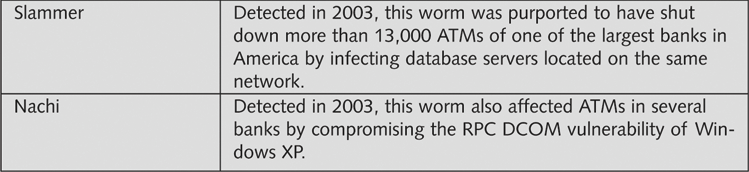 Slammer
Detected in 2003, this worm was purported to have shut
down more than 13,000 ATMs of one of the largest banks in
America by infecting database servers located on the same
network.
Nachi
Detected in 2003, this worm also affected ATMs in several
banks by compromising the RPC DCOM vulnerability of Win-
dows XP.